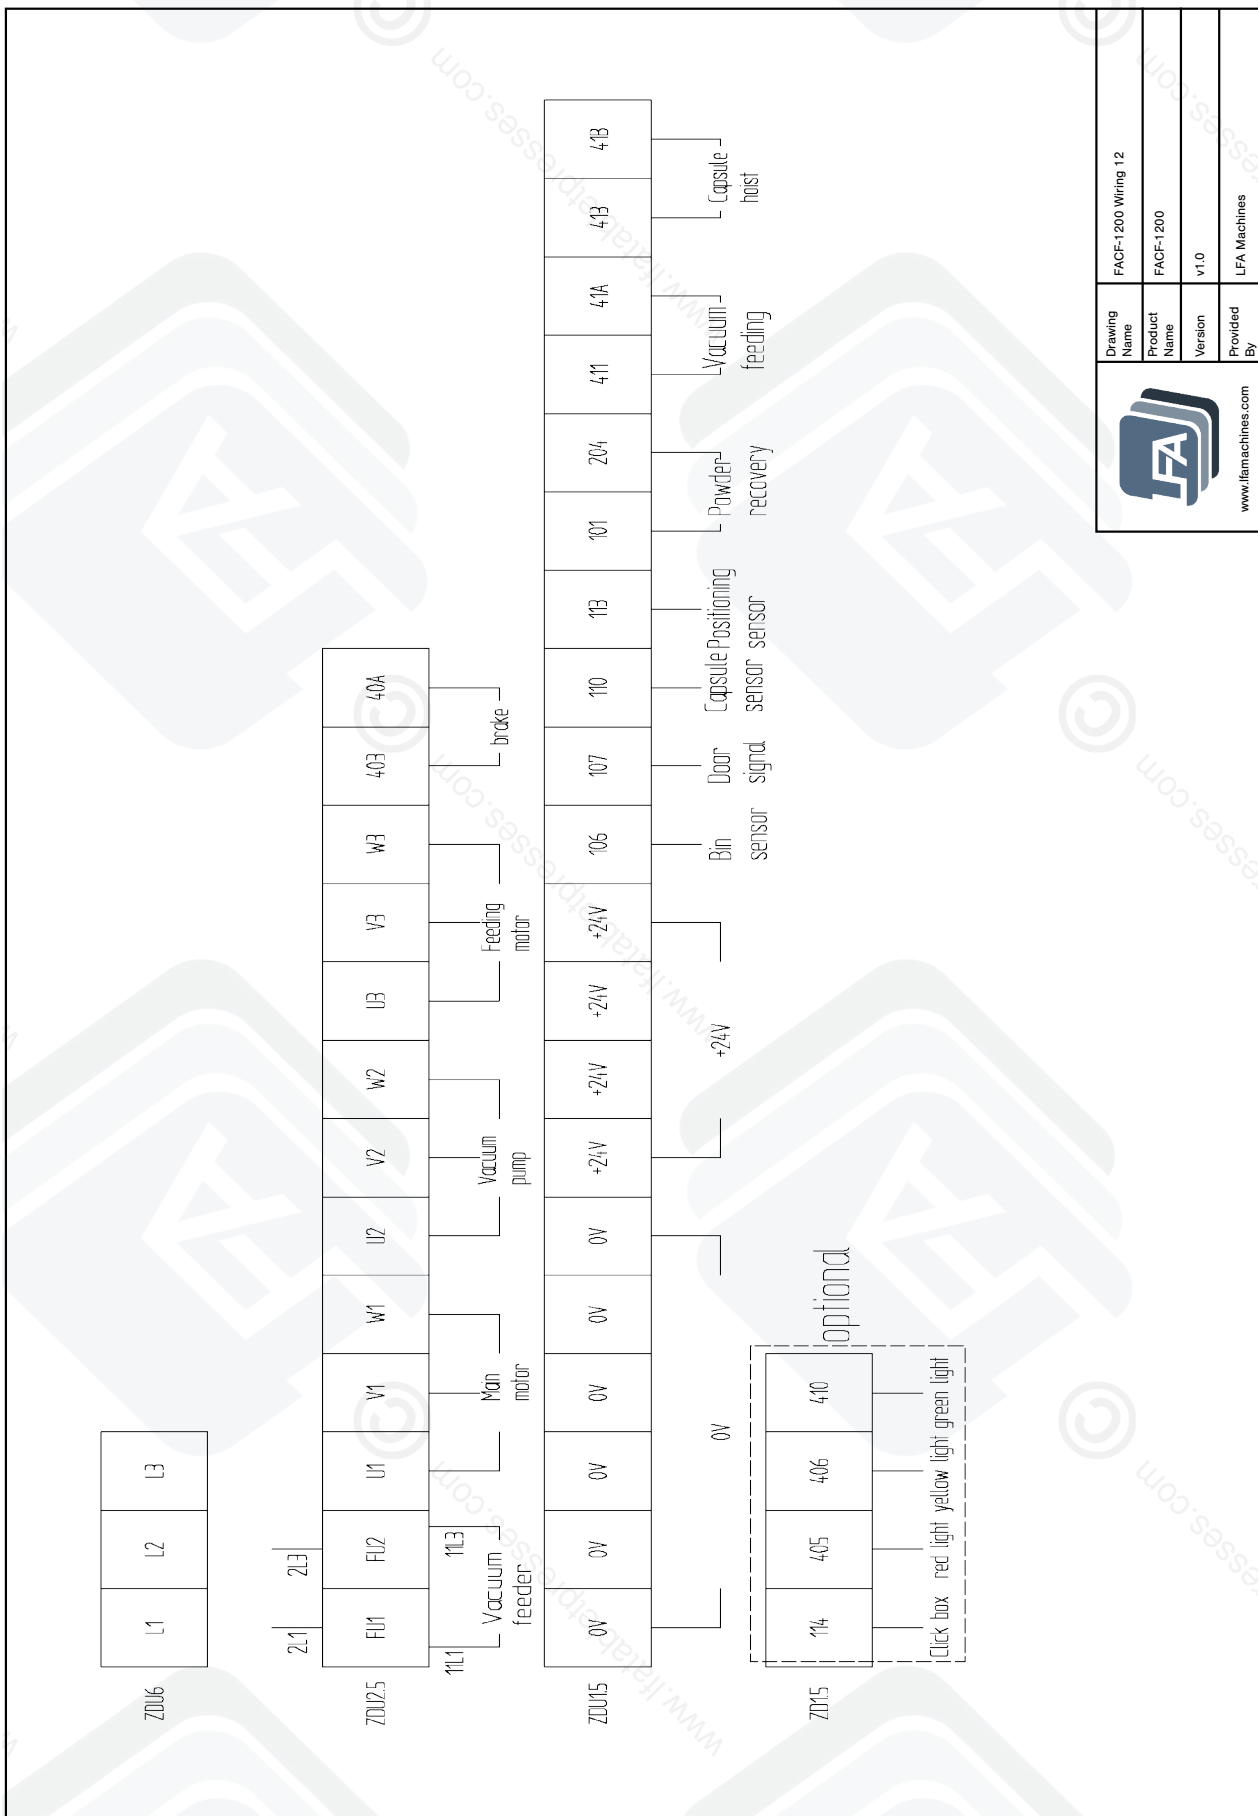 ZDU6
L1
L2
L3
ZDU2.5
2L1
2L3
FU1
FU2
U1
V1
W1
U2
V2
W2
U3
V3
W3
403
40A
11L1
11L3
Vacuum
feeder
Main
motor
Vacuum
pump
Feeding
motor
brake
ZDU1.5
0V
0V
0V
0V
0V
0V
+24V
+24V
+24V
+24V
106
107
110
113
101
204
411
41A
413
41B
0V
+24V
Bin
sensor
Door
signal
Capsule
sensor
Positioning
sensor
Powder
recovery
Vacuum
feeding
Capsule
hoist
optional
ZD1.5
114
405
406
410
Click box
red light
yellow light
green light
LFA
www.lfamachines.com
Drawing
Name
FACF-1200 Wiring 12
Product
Name
FACF-1200
Version
v1.0
Provided
By
LFA Machines
www.lfatabletpresses.com